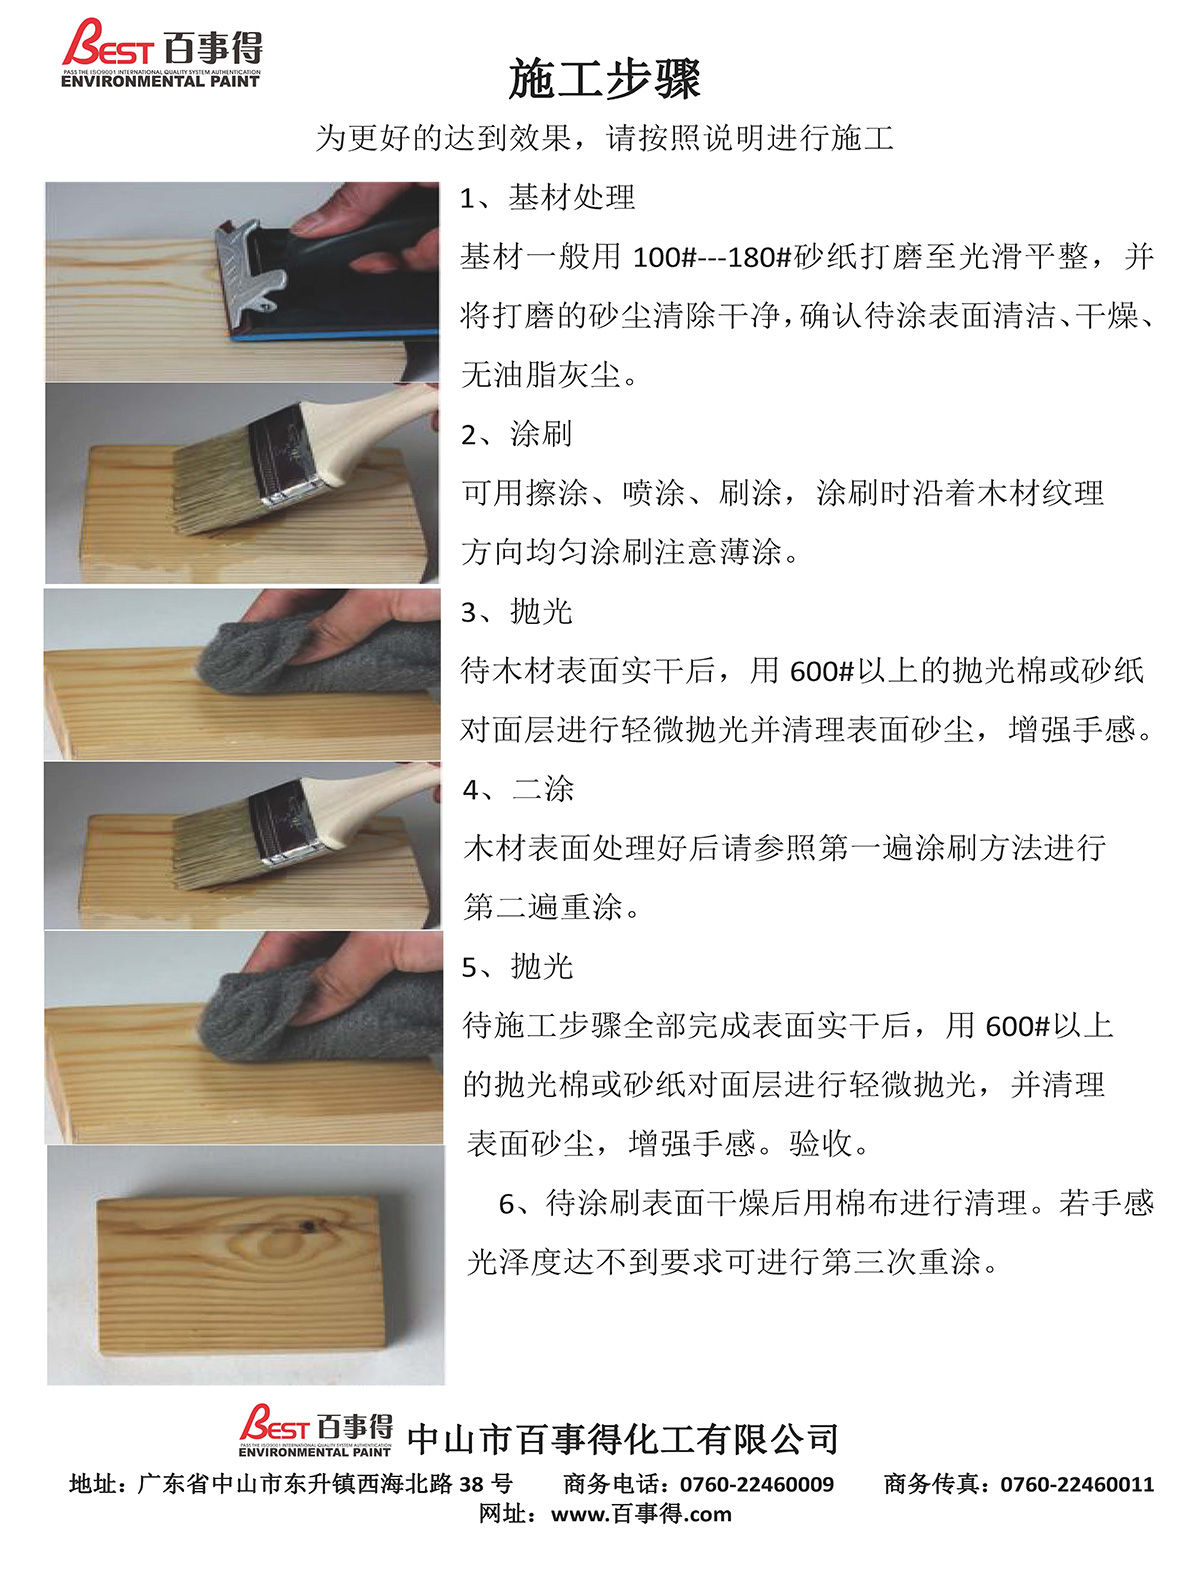 BEST 百事得
PASS THE ISO9001 INTERNATIONAL QUALITY SYSTEM AUTHENTICATION
ENVIRONMENTAL PAINT
施工步骤
为更好的达到效果，请按照说明进行施工
1、基材处理
基材一般用 100#---180#砂纸打磨至光滑平整，并
将打磨的砂尘清除干净，确认待涂表面清洁、干燥、
无油脂灰尘。
2、涂刷
可用擦涂、喷涂、刷涂，涂刷时沿着木材纹理
方向均匀涂刷注意薄涂。
3、抛光
待木材表面实干后，用 600#以上的抛光棉或砂纸
对面层进行轻微抛光并清理表面砂尘，增强手感。
4、二涂
木材表面处理好后请参照第一遍涂刷方法进行
第二遍重涂。
5、抛光
待施工步骤全部完成表面实干后，用 600#以上
的抛光棉或砂纸对面层进行轻微抛光，并清理
表面砂尘，增强手感。验收。
6、待涂刷表面干燥后用棉布进行清理。若手感
光泽度达不到要求可进行第三次重涂。
BEST 百事得
PASS THE ISO9001 INTERNATIONAL QUALITY SYSTEM AUTHENTICATION
ENVIRONMENTAL PAINT
中山市百事得化工有限公司
地址：广东省中山市东升镇西海北路 38 号 商务电话：0760-22460009 商务传真：0760-22460011
网址：www.百事得.com